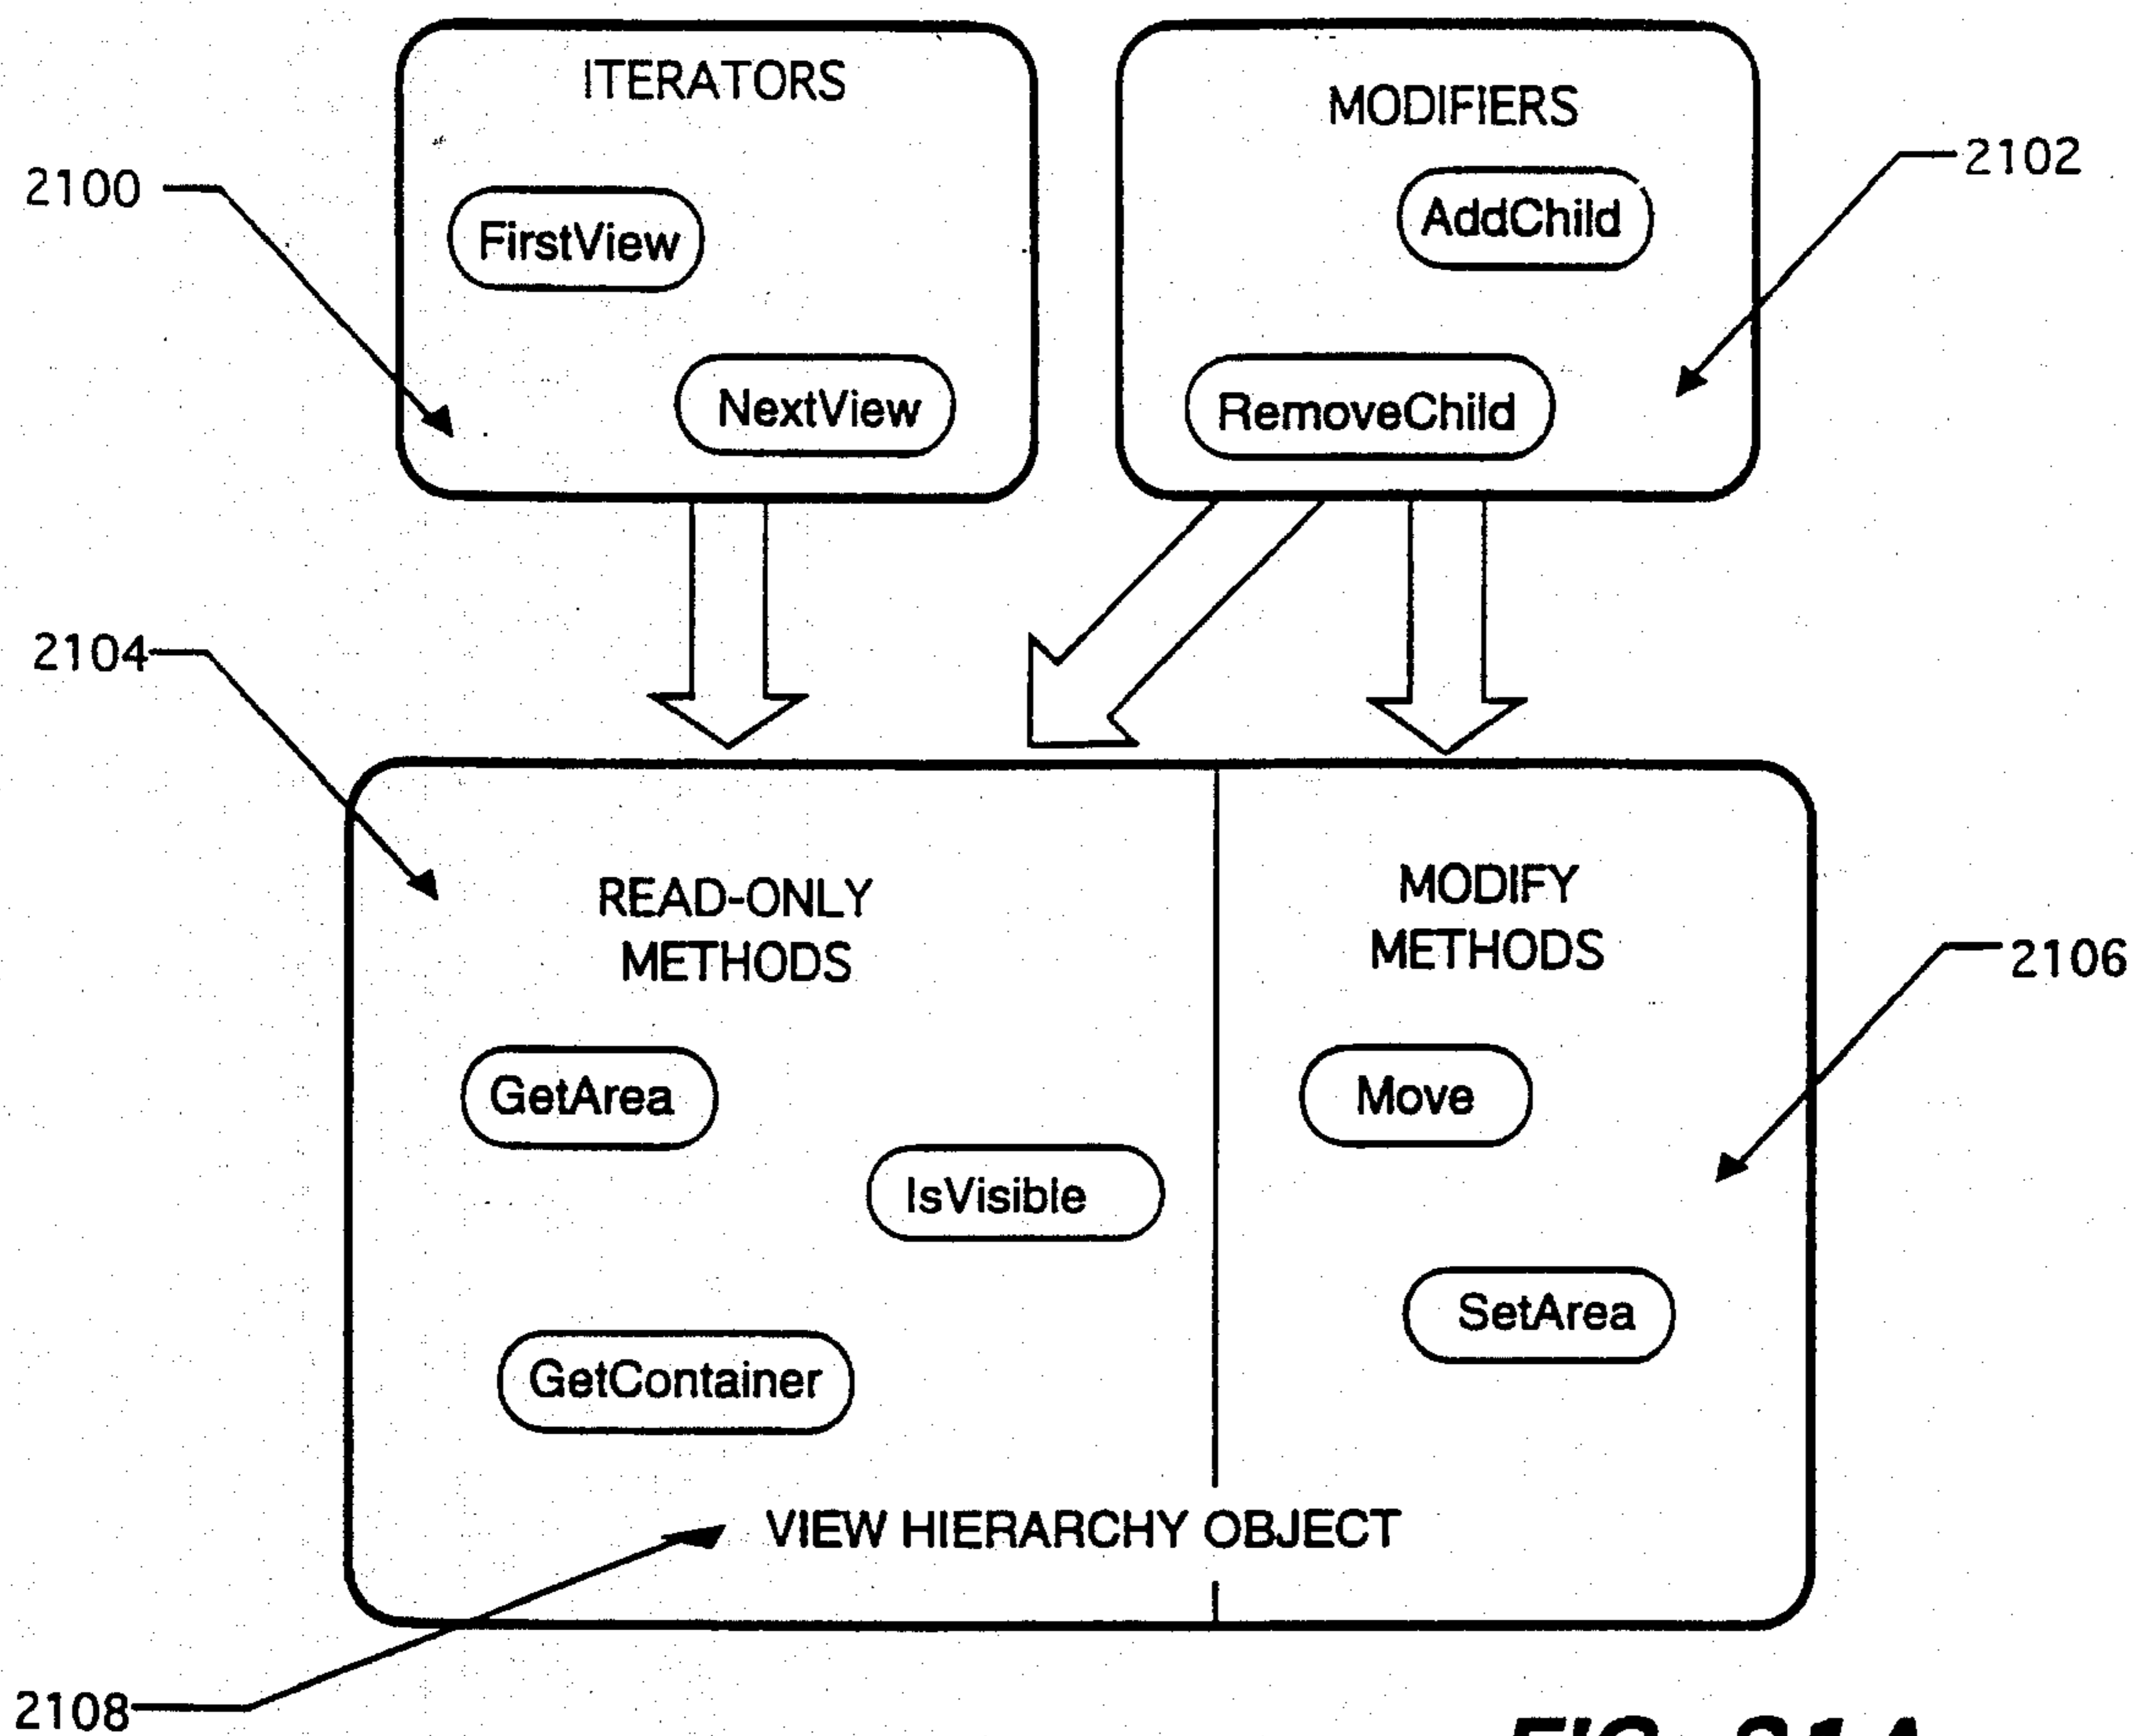 ITERATORS
MODIFIERS
2100
2102
FirstView
AddChild
NextView
RemoveChild
2104
READ-ONLY
METHODS
MODIFY
METHODS
2106
GetArea
Move
IsVisible
SetArea
GetContainer
VIEW HIERARCHY OBJECT
2108